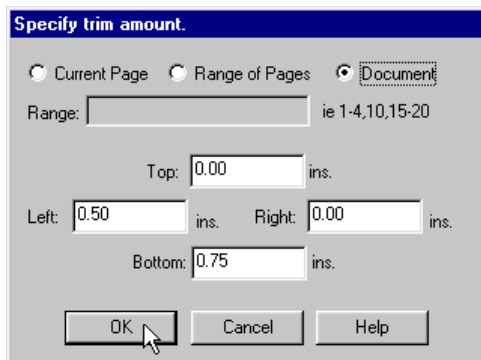 Specify trim amount.
Current Page Range of Pages Document
Range: ie 1-4,10,15-20
Top: 0.00 ins.
Left: 0.50 ins. Right: 0.00 ins.
Bottom: 0.75 ins.
OK Cancel Help